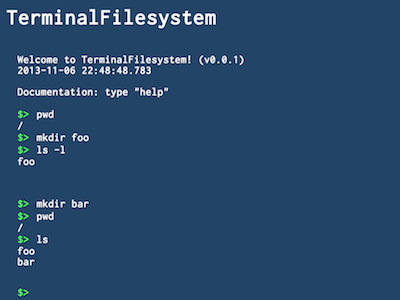 TerminalFilesystem
Welcome to TerminalFilesystem! (v0.0.1)
2013-11-06 22:48:48.783
Documentation: type "help"
$> pwd
/
$> mkdir foo
$> ls -l
foo
$> mkdir bar
$> pwd
/
$> ls
foo
bar
$>